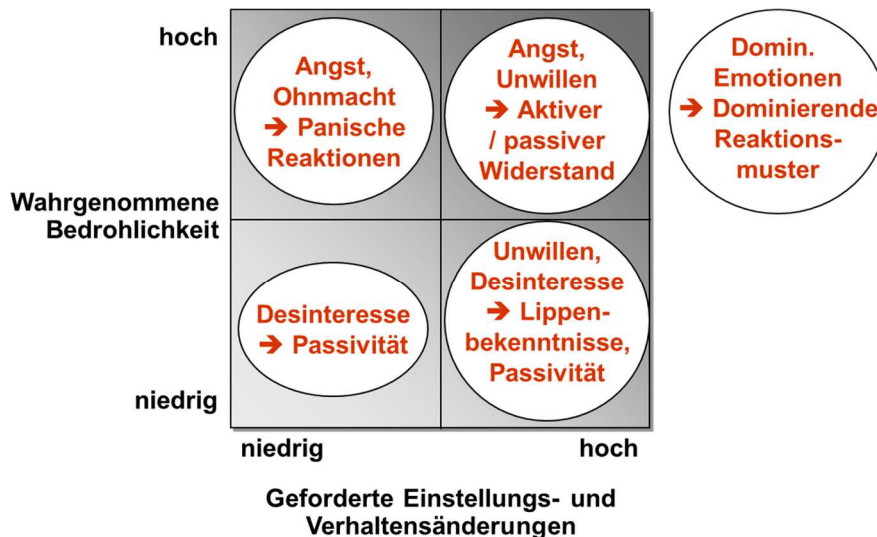 hoch
Angst,
Ohnmacht
➔ Panische
Reaktionen
Angst,
Unwillen
➔ Aktiver
/ passiver
Widerstand
Domin.
Emotionen
➔ Dominierende
Reaktions-
muster
Wahrgenommene
Bedrohlichkeit
Desinteresse
➔ Passivität
Unwillen,
Desinteresse
➔ Lippen-
bekenntnisse,
Passivität
niedrig
niedrig
hoch
Geforderte Einstellungs- und
Verhaltensänderungen